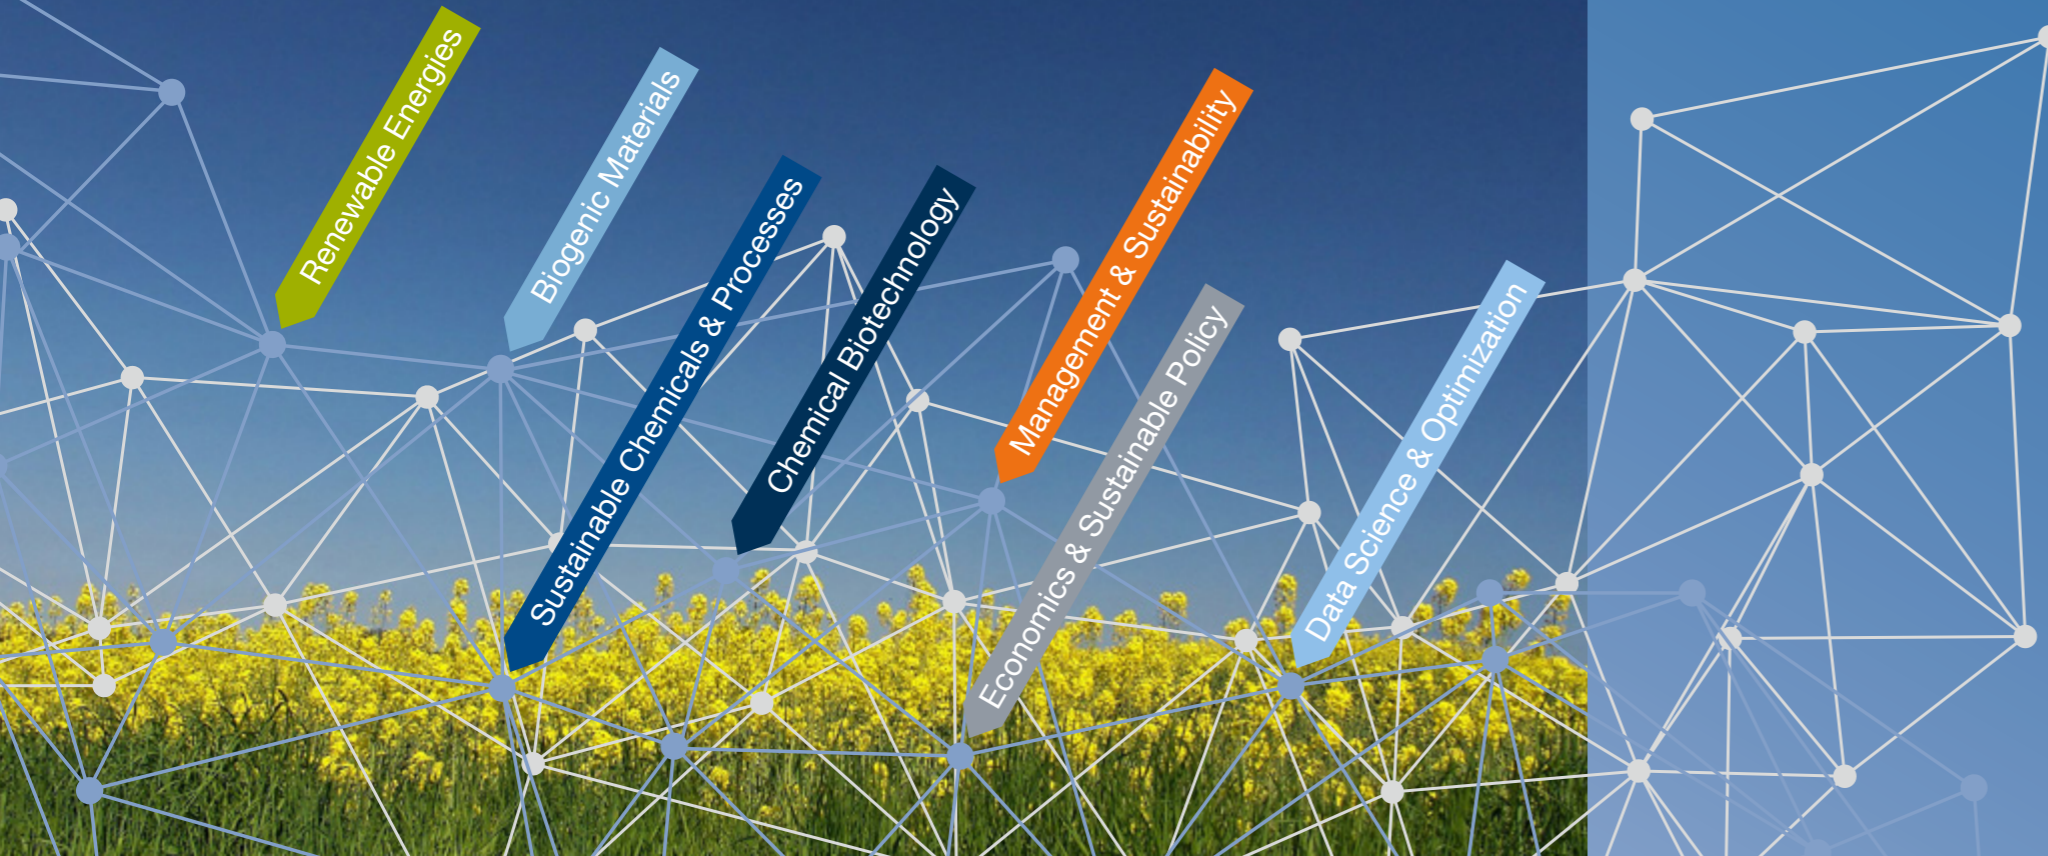 Renewable Energies
Biogenic Materials
Sustainable Chemicals & Processes
Chemical Biotechnology
Management & Sustainability
Economics & Sustainable Policy
Data Science & Optimization